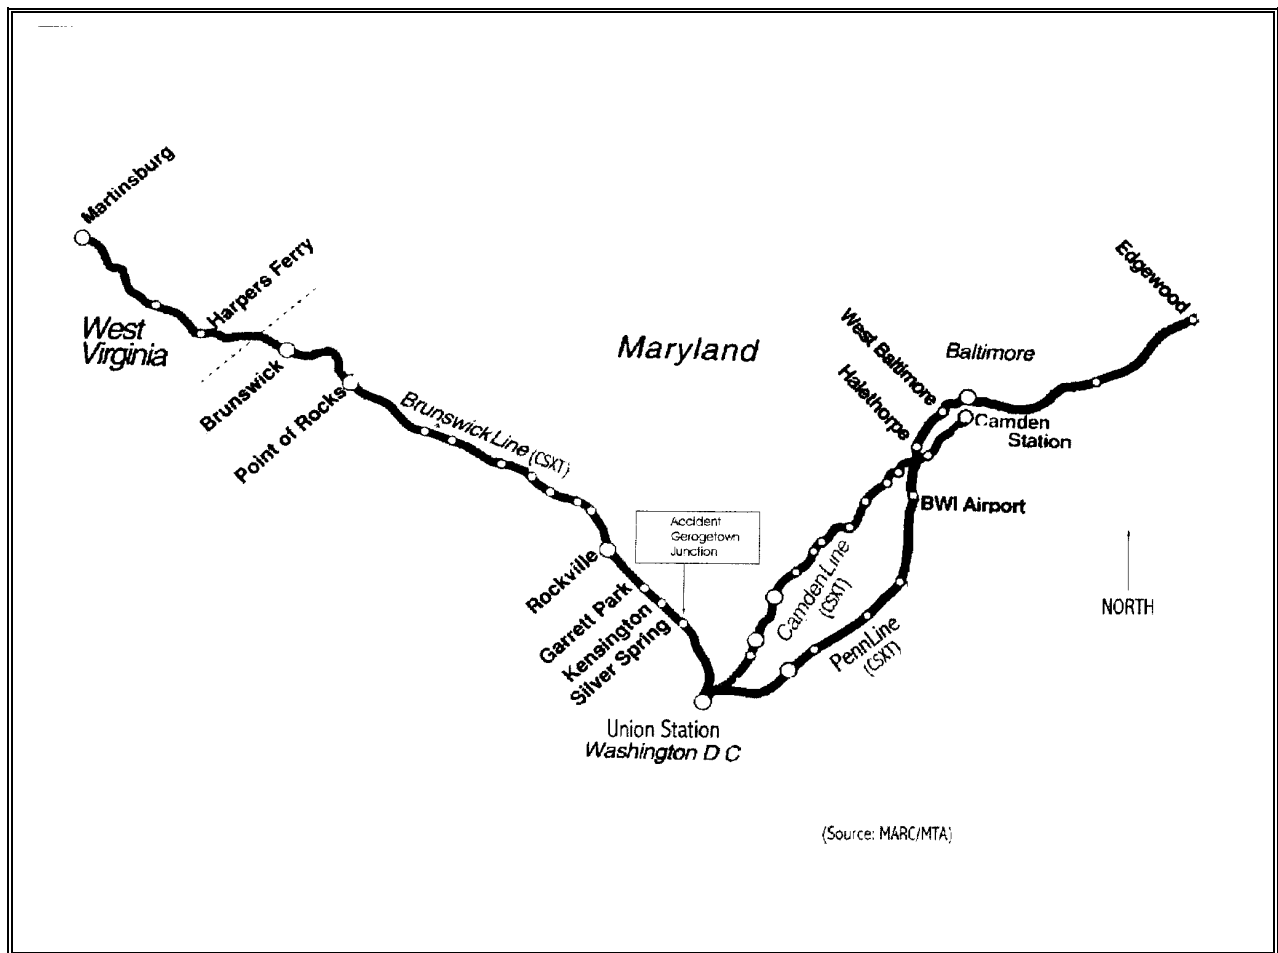 Martinsburg
Harpers Ferry
West
Virginia
Brunswick
Point of Rocks
Brunswick Line (CSXT)
Maryland
Edgewood
West Baltimore
Baltimore
Halethorpe
Camden
Station
BWI Airport
Accident
Gerogetown
Junction
Rockville
Garrett Park
Kensington
Silver Spring
Camden Line
(CSXT)
Penn Line
(CSXT)
NORTH
Union Station
Washington D C
(Source: MARC/MTA)